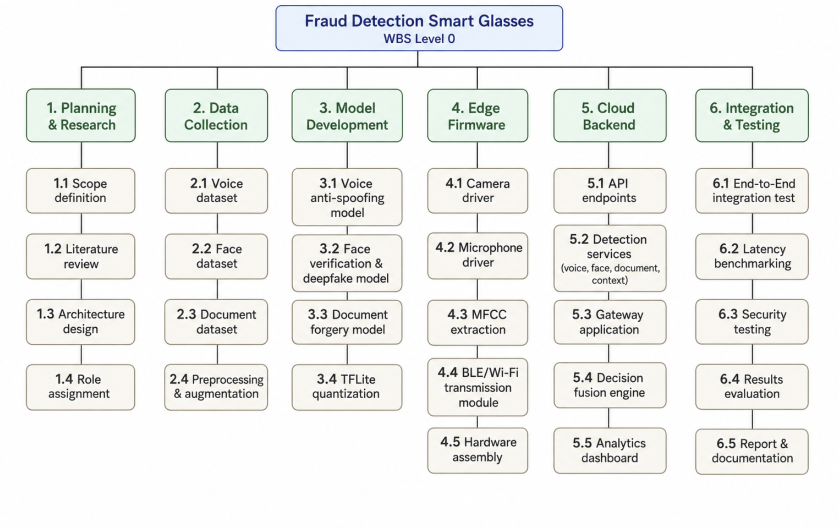 Fraud Detection Smart Glasses
WBS Level 0
1. Planning
& Research
1.1 Scope
definition
1.2 Literature
review
1.3 Architecture
design
1.4 Role
assignment
2. Data
Collection
2.1 Voice
dataset
2.2 Face
dataset
2.3 Document
dataset
2.4 Preprocessing
& augmentation
3. Model
Development
3.1 Voice
anti-spoofing
model
3.2 Face
verification &
deepfake model
3.3 Document
forgery model
3.4 TFLite
quantization
4. Edge
Firmware
4.1 Camera
driver
4.2 Microphone
driver
4.3 MFCC
extraction
4.4 BLE/Wi-Fi
transmission
module
4.5 Hardware
assembly
5. Cloud
Backend
5.1 API
endpoints
5.2 Detection
services
(voice, face, document,
context)
5.3 Gateway
application
5.4 Decision
fusion engine
5.5 Analytics
dashboard
6. Integration
& Testing
6.1 End-to-End
integration test
6.2 Latency
benchmarking
6.3 Security
testing
6.4 Results
evaluation
6.5 Report &
documentation